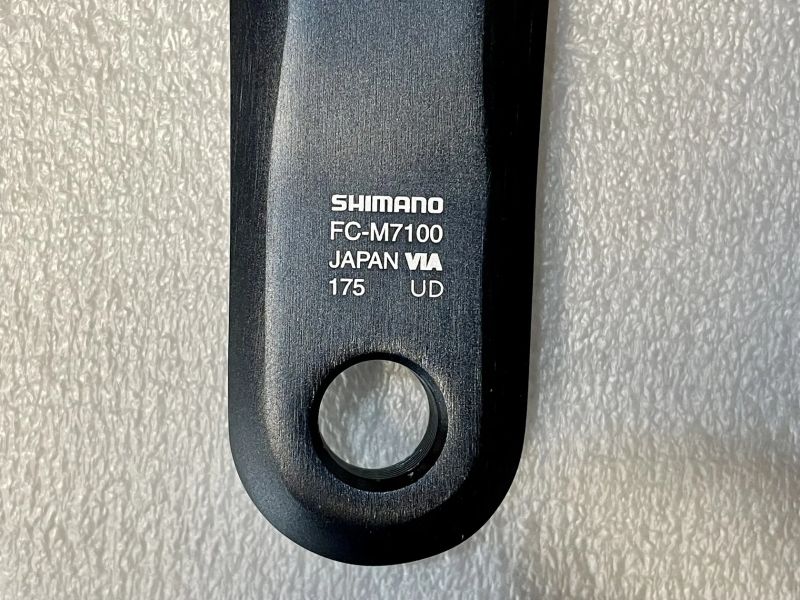 SHIMANO
FC-M7100
JAPAN VIA
175 UD